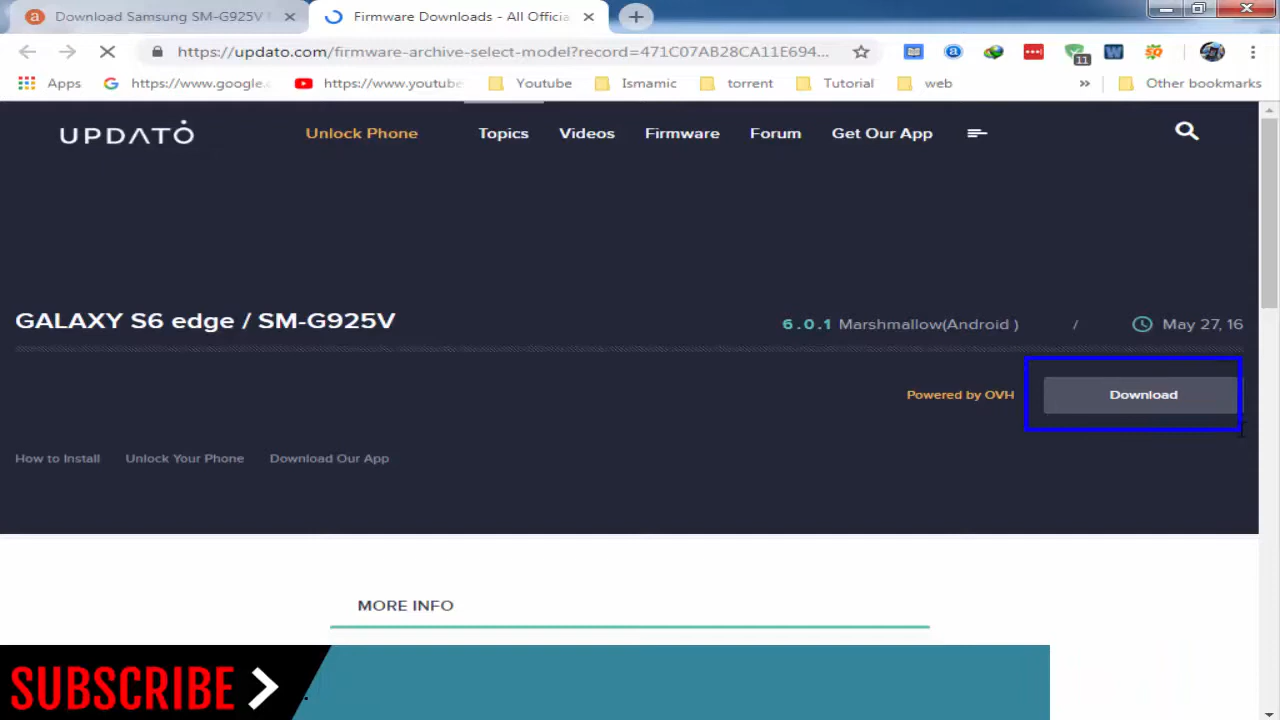 Download Samsung SM-G925V
Firmware Downloads - All Officia
https://updato.com/firmware-archive-select-model?record=471C07AB28CA11E694...
11
W
SQ
Apps
https://www.google.c
https://www.youtube
Youtube
Ismamic
torrent
Tutorial
web
»
Other bookmarks
UPDATO
Unlock Phone
Topics
Videos
Firmware
Forum
Get Our App
GALAXY S6 edge / SM-G925V
6.0.1 Marshmallow(Android ) / May 27, 16
Powered by OVH
Download
How to Install
Unlock Your Phone
Download Our App
MORE INFO
SUBSCRIBE